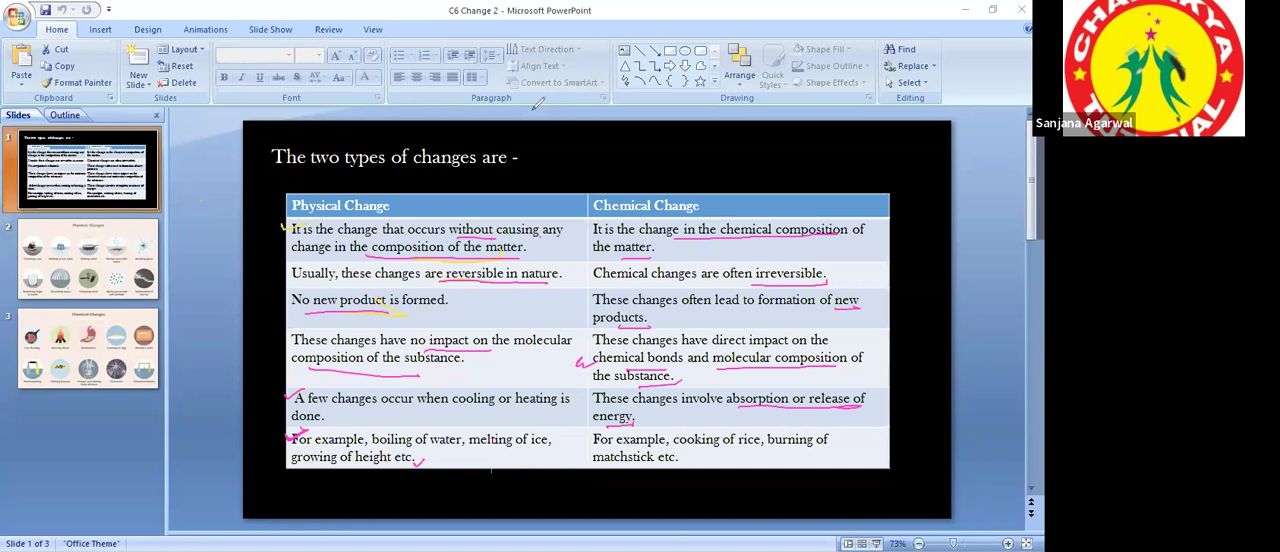 C6 Change 2 - Microsoft PowerPoint
Home Insert Design Animations Slide Show Review View
Paste
Cut
Copy
Format Painter
Clipboard
New Slide
Layout
Reset
Delete
Slides
Font
Text Direction
Align Text
Convert to SmartArt
Paragraph
Arrange
Quick Styles
Shape Fill
Shape Outline
Shape Effects
Drawing
Find
Replace
Select
Editing
Slides Outline
1
2
Physical Changes
3
Chemical Changes
The two types of changes are -
Physical Change
Chemical Change
It is the change that occurs without causing any
change in the composition of the matter.
It is the change in the chemical composition of
the matter.
Usually, these changes are reversible in nature.
Chemical changes are often irreversible.
No new product is formed.
These changes often lead to formation of new
products.
These changes have no impact on the molecular
composition of the substance.
These changes have direct impact on the
chemical bonds and molecular composition of
the substance.
A few changes occur when cooling or heating is
done.
These changes involve absorption or release of
energy.
For example, boiling of water, melting of ice,
growing of height etc.
For example, cooking of rice, burning of
matchstick etc.
Sanjana Agarwal
Slide 1 of 3 "Office Theme" 73%